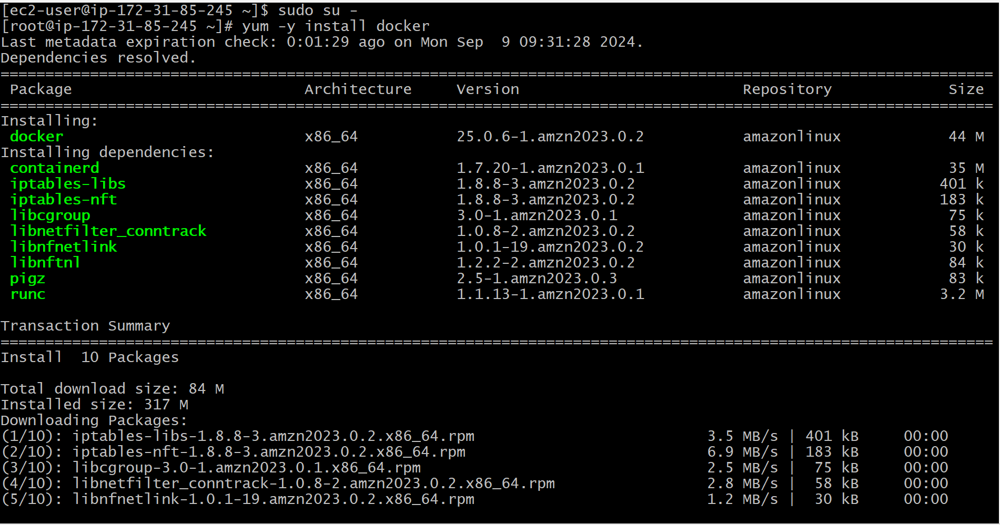 [ec2-user@ip-172-31-85-245 ~]$ sudo su -
[root@ip-172-31-85-245 ~]# yum -y install docker
Last metadata expiration check: 0:01:29 ago on Mon Sep  9 09:31:28 2024.
Dependencies resolved.
===============================================================================================================
 Package                          Architecture     Version                         Repository             Size
===============================================================================================================
Installing:
 docker                           x86_64           25.0.6-1.amzn2023.0.2           amazonlinux            44 M
Installing dependencies:
 containerd                       x86_64           1.7.20-1.amzn2023.0.1           amazonlinux            35 M
 iptables-libs                    x86_64           1.8.8-3.amzn2023.0.2            amazonlinux           401 k
 iptables-nft                     x86_64           1.8.8-3.amzn2023.0.2            amazonlinux           183 k
 libcgroup                        x86_64           3.0-1.amzn2023.0.1              amazonlinux            75 k
 libnetfilter_conntrack           x86_64           1.0.8-2.amzn2023.0.2            amazonlinux            58 k
 libnfnetlink                     x86_64           1.0.1-19.amzn2023.0.2           amazonlinux            30 k
 libnftnl                         x86_64           1.2.2-2.amzn2023.0.2            amazonlinux            84 k
 pigz                             x86_64           2.5-1.amzn2023.0.3              amazonlinux            83 k
 runc                             x86_64           1.1.13-1.amzn2023.0.1           amazonlinux           3.2 M
Transaction Summary
===============================================================================================================
Install  10 Packages
Total download size: 84 M
Installed size: 317 M
Downloading Packages:
(1/10): iptables-libs-1.8.8-3.amzn2023.0.2.x86_64.rpm                          3.5 MB/s | 401 kB     00:00
(2/10): iptables-nft-1.8.8-3.amzn2023.0.2.x86_64.rpm                           6.9 MB/s | 183 kB     00:00
(3/10): libcgroup-3.0-1.amzn2023.0.1.x86_64.rpm                                2.5 MB/s |  75 kB     00:00
(4/10): libnetfilter_conntrack-1.0.8-2.amzn2023.0.2.x86_64.rpm                 2.8 MB/s |  58 kB     00:00
(5/10): libnfnetlink-1.0.1-19.amzn2023.0.2.x86_64.rpm                          1.2 MB/s |  30 kB     00:00